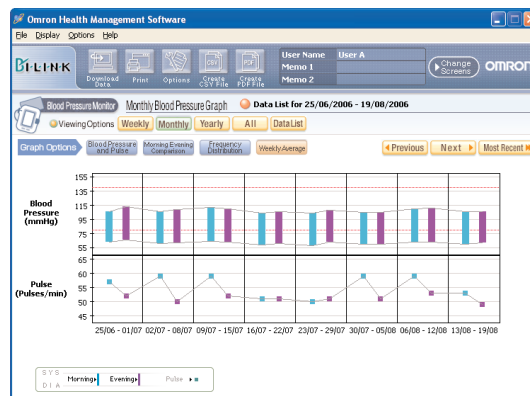 Omron Health Management Software
File Display Options Help
Bi-LINK
Download Data
Print
Options
Create CSV File
Create PDF File
User Name User A
Memo 1
Memo 2
Change Screens
OMRON
Blood Pressure Monitor Monthly Blood Pressure Graph Data List for 25/06/2006 - 19/08/2006
Viewing Options Weekly Monthly Yearly All Data List
Graph Options
Blood Pressure and Pulse
Morning Evening Comparison
Frequency Distribution
Weekly Average
Previous Next Most Recent
Blood Pressure (mmHg)
155
135
115
95
75
55
Pulse (Pulses/min)
65
60
55
50
45
25/06 - 01/07 02/07 - 08/07 09/07 - 15/07 16/07 - 22/07 23/07 - 29/07 30/07 - 05/08 06/08 - 12/08 13/08 - 19/08
SYS
Morning Evening Pulse
DIA